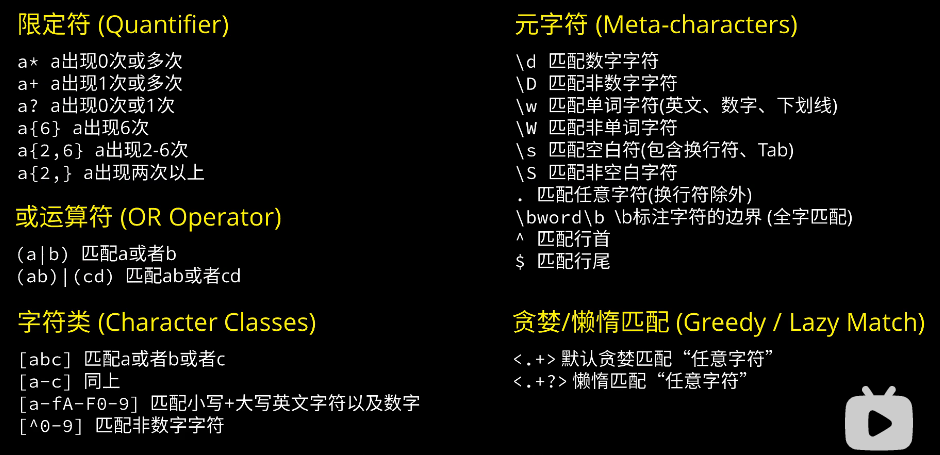 限定符 (Quantifier)
a* a出现0次或多次
a+ a出现1次或多次
a? a出现0次或1次
a{6} a出现6次
a{2,6} a出现2-6次
a{2,} a出现两次以上
或运算符 (OR Operator)
(a|b) 匹配a或者b
(ab)|(cd) 匹配ab或者cd
字符类 (Character Classes)
[abc] 匹配a或者b或者c
[a-c] 同上
[a-fA-F0-9] 匹配小写+大写英文字符以及数字
[^0-9] 匹配非数字字符
元字符 (Meta-characters)
\d 匹配数字字符
\D 匹配非数字字符
\w 匹配单词字符(英文、数字、下划线)
\W 匹配非单词字符
\s 匹配空白符(包含换行符、Tab)
\S 匹配非空白字符
. 匹配任意字符(换行符除外)
\bword\b \b标注字符的边界 (全字匹配)
^ 匹配行首
$ 匹配行尾
贪婪/懒惰匹配 (Greedy / Lazy Match)
<.+> 默认贪婪匹配“任意字符”
<.+?> 懒惰匹配“任意字符”